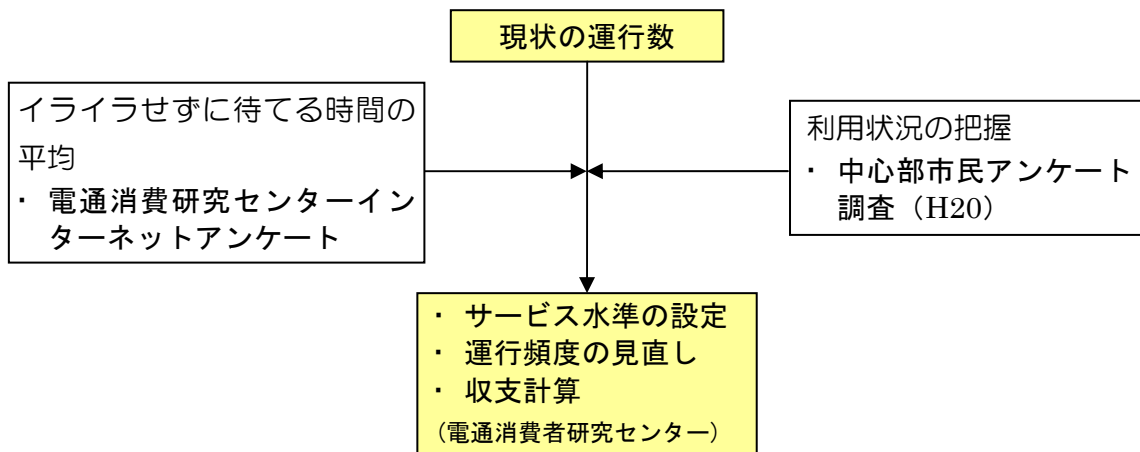 現状の運行数
イライラせずに待てる時間の
平均
・ 電通消費研究センターイン
ターネットアンケート
利用状況の把握
・ 中心部市民アンケート
調査（H20）
・ サービス水準の設定
・ 運行頻度の見直し
・ 収支計算
（電通消費者研究センター）